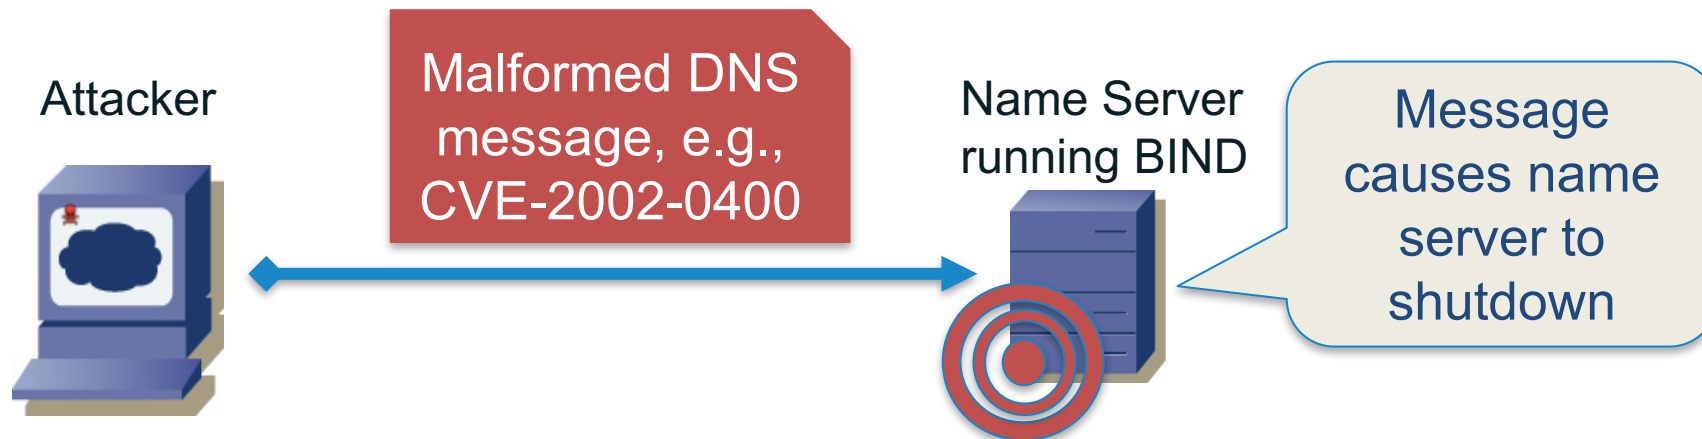 Attacker
Malformed DNS
message, e.g.,
CVE-2002-0400
Name Server
running BIND
Message
causes name
server to
shutdown